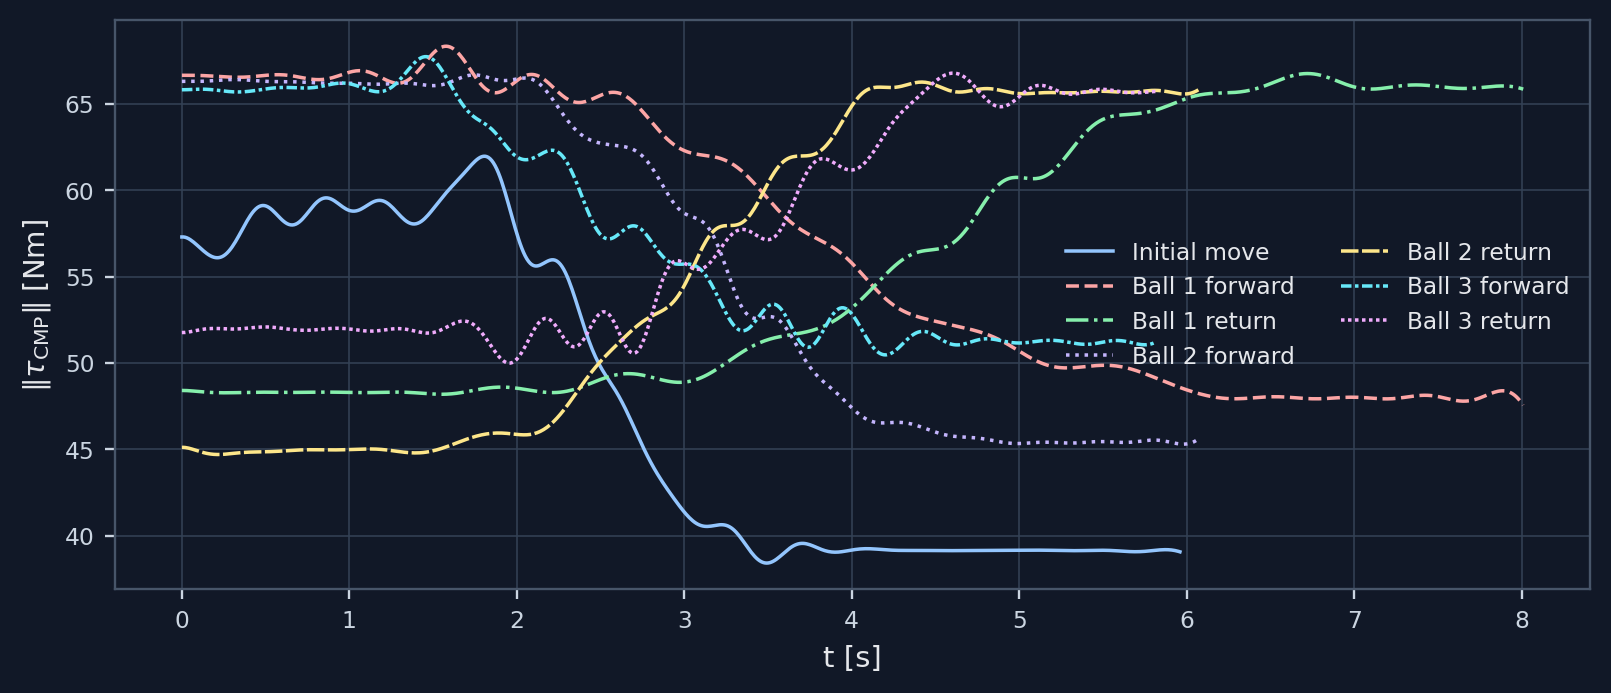 65
60
55
50
45
40
‖τCMP‖ [Nm]
Initial move
Ball 1 forward
Ball 1 return
Ball 2 forward
Ball 2 return
Ball 3 forward
Ball 3 return
0 1 2 3 4 5 6 7 8
t [s]